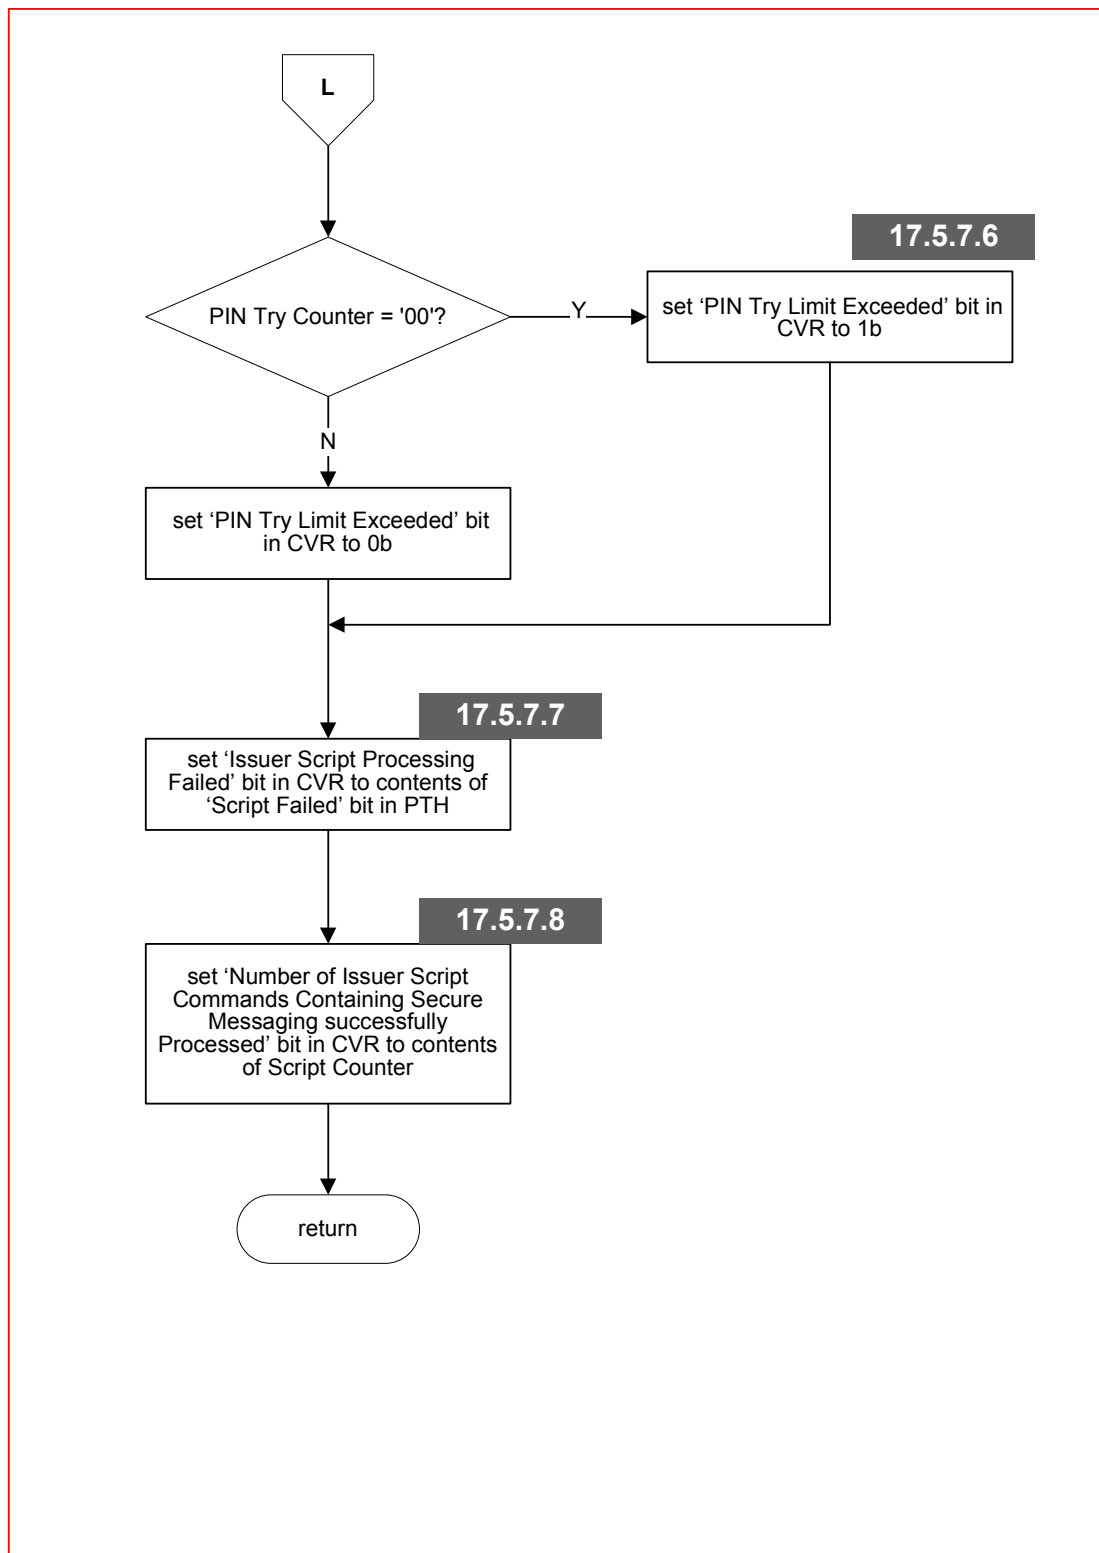 L
PIN Try Counter = '00'?
Y
17.5.7.6
set ‘PIN Try Limit Exceeded’ bit in
CVR to 1b
N
set ‘PIN Try Limit Exceeded’ bit
in CVR to 0b
17.5.7.7
set ‘Issuer Script Processing
Failed’ bit in CVR to contents of
‘Script Failed’ bit in PTH
17.5.7.8
set ‘Number of Issuer Script
Commands Containing Secure
Messaging successfully
Processed’ bit in CVR to contents
of Script Counter
return